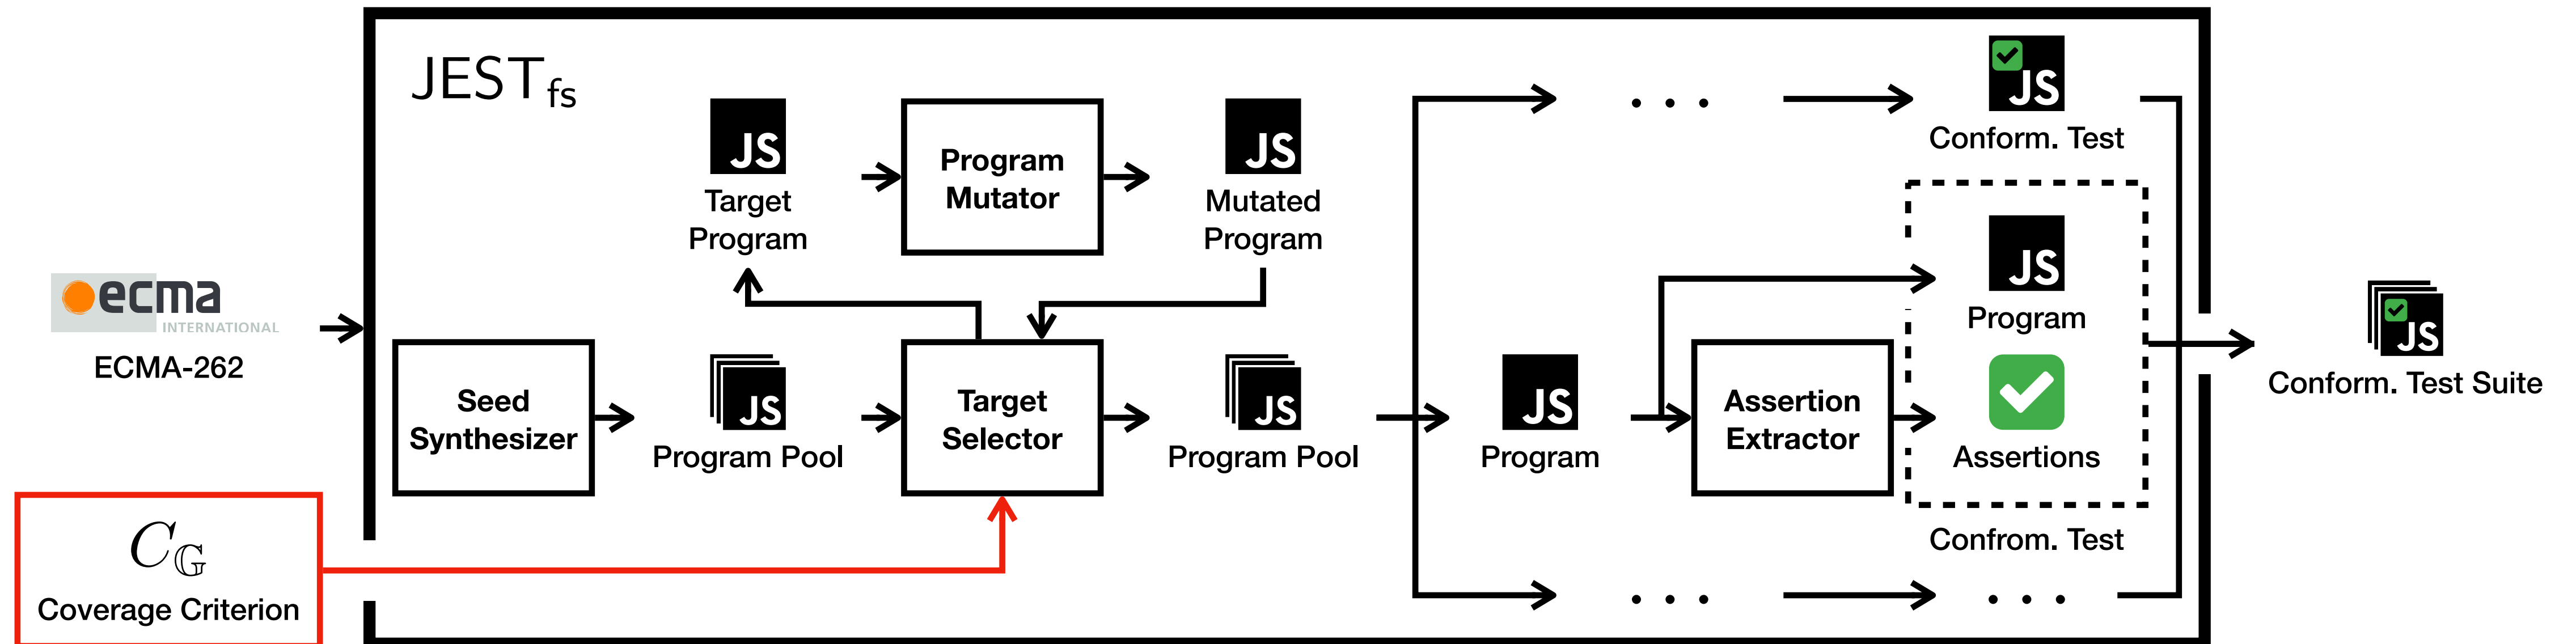 JESTfs
JS
Conform. Test
JS
Target
Program
Program
Mutator
JS
Mutated
Program
ecma
INTERNATIONAL
ECMA-262
Seed
Synthesizer
JS
Program Pool
Target
Selector
JS
Program Pool
JS
Program
Assertion
Extractor
JS
Program
Assertions
Confrom. Test
JS
Conform. Test Suite
C𝔾
Coverage Criterion
. . .
. . .
. . .
. . .